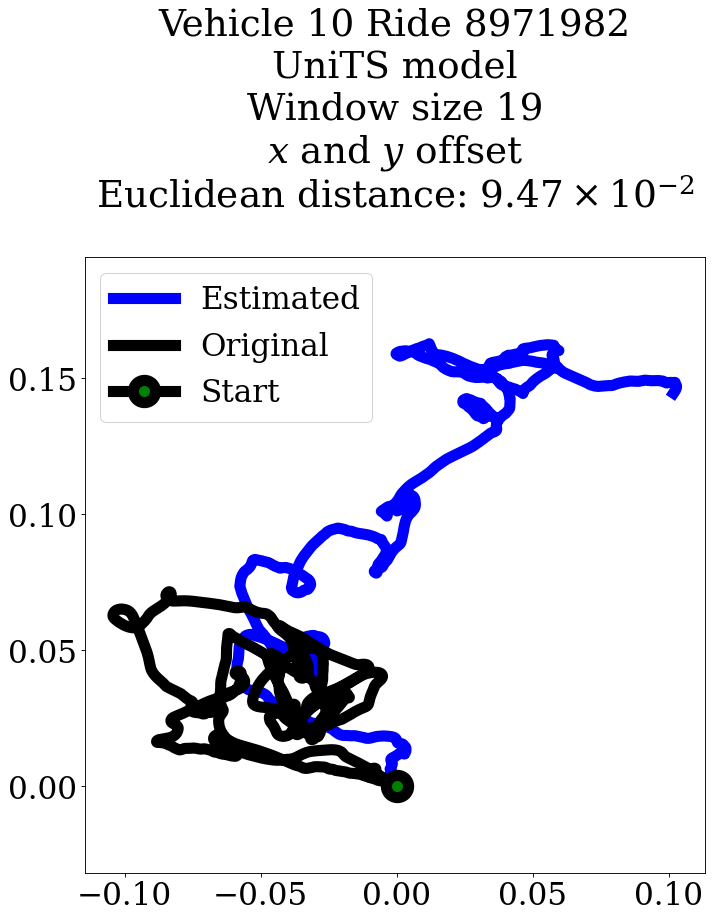 Vehicle 10 Ride 8971982
UniTS model
Window size 19
x and y offset
Euclidean distance: 9.47 × 10⁻²
Estimated
Original
Start
0.15
0.10
0.05
0.00
−0.10 −0.05 0.00 0.05 0.10